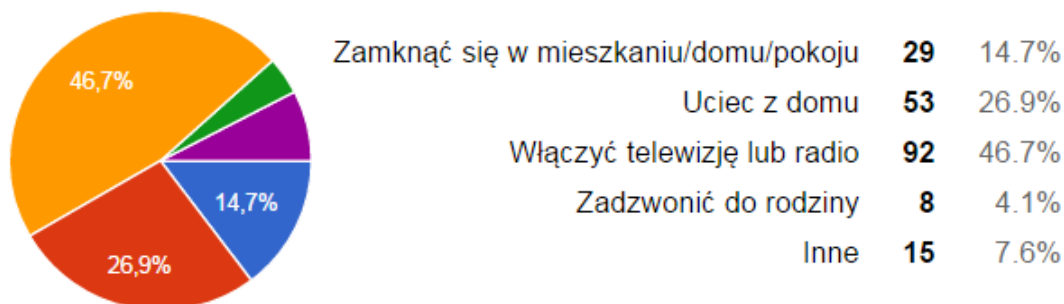 46,7%
14,7%
26,9%
Zamknąć się w mieszkaniu/domu/pokoju 29 14.7%
Uciec z domu 53 26.9%
Włączyć telewizję lub radio 92 46.7%
Zadzwonić do rodziny 8 4.1%
Inne 15 7.6%